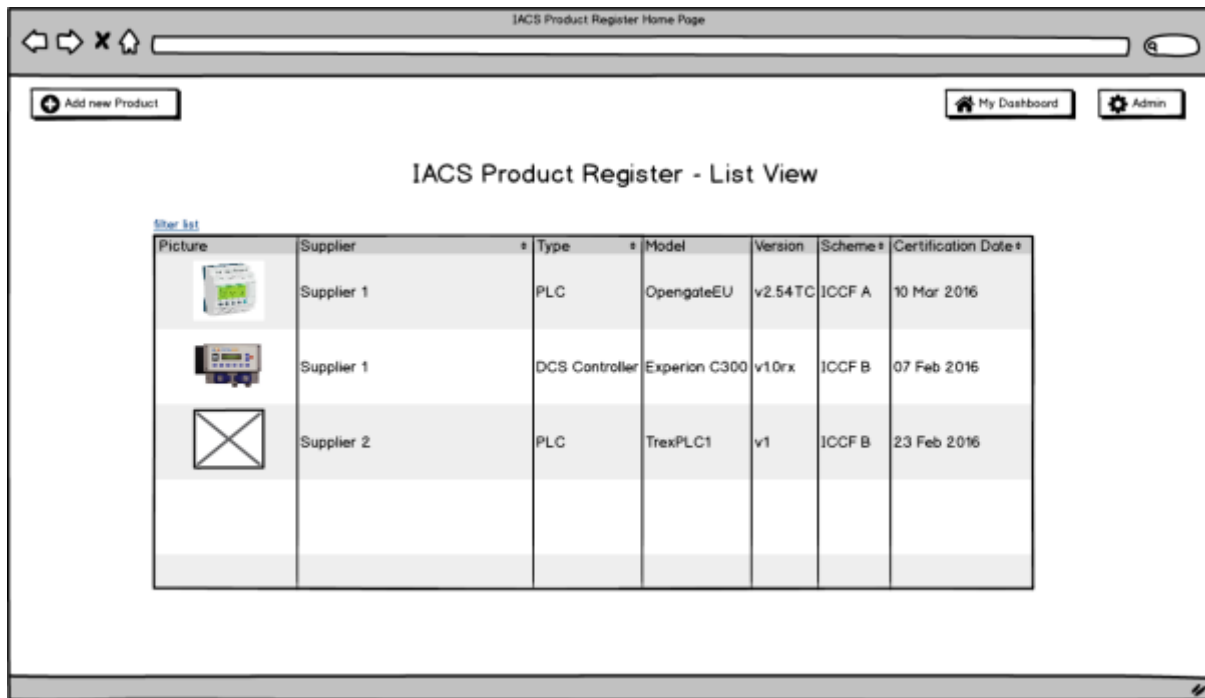 IACS Product Register Home Page
Add new Product My Dashboard Admin
IACS Product Register - List View
filter list
Picture Supplier Type Model Version Scheme Certification Date
Supplier 1 PLC OpengateEU v2.54TC ICCF A 10 Mar 2016
Supplier 1 DCS Controller Experion C300 v1.0rx ICCF B 07 Feb 2016
Supplier 2 PLC TrexPLC1 v1 ICCF B 23 Feb 2016